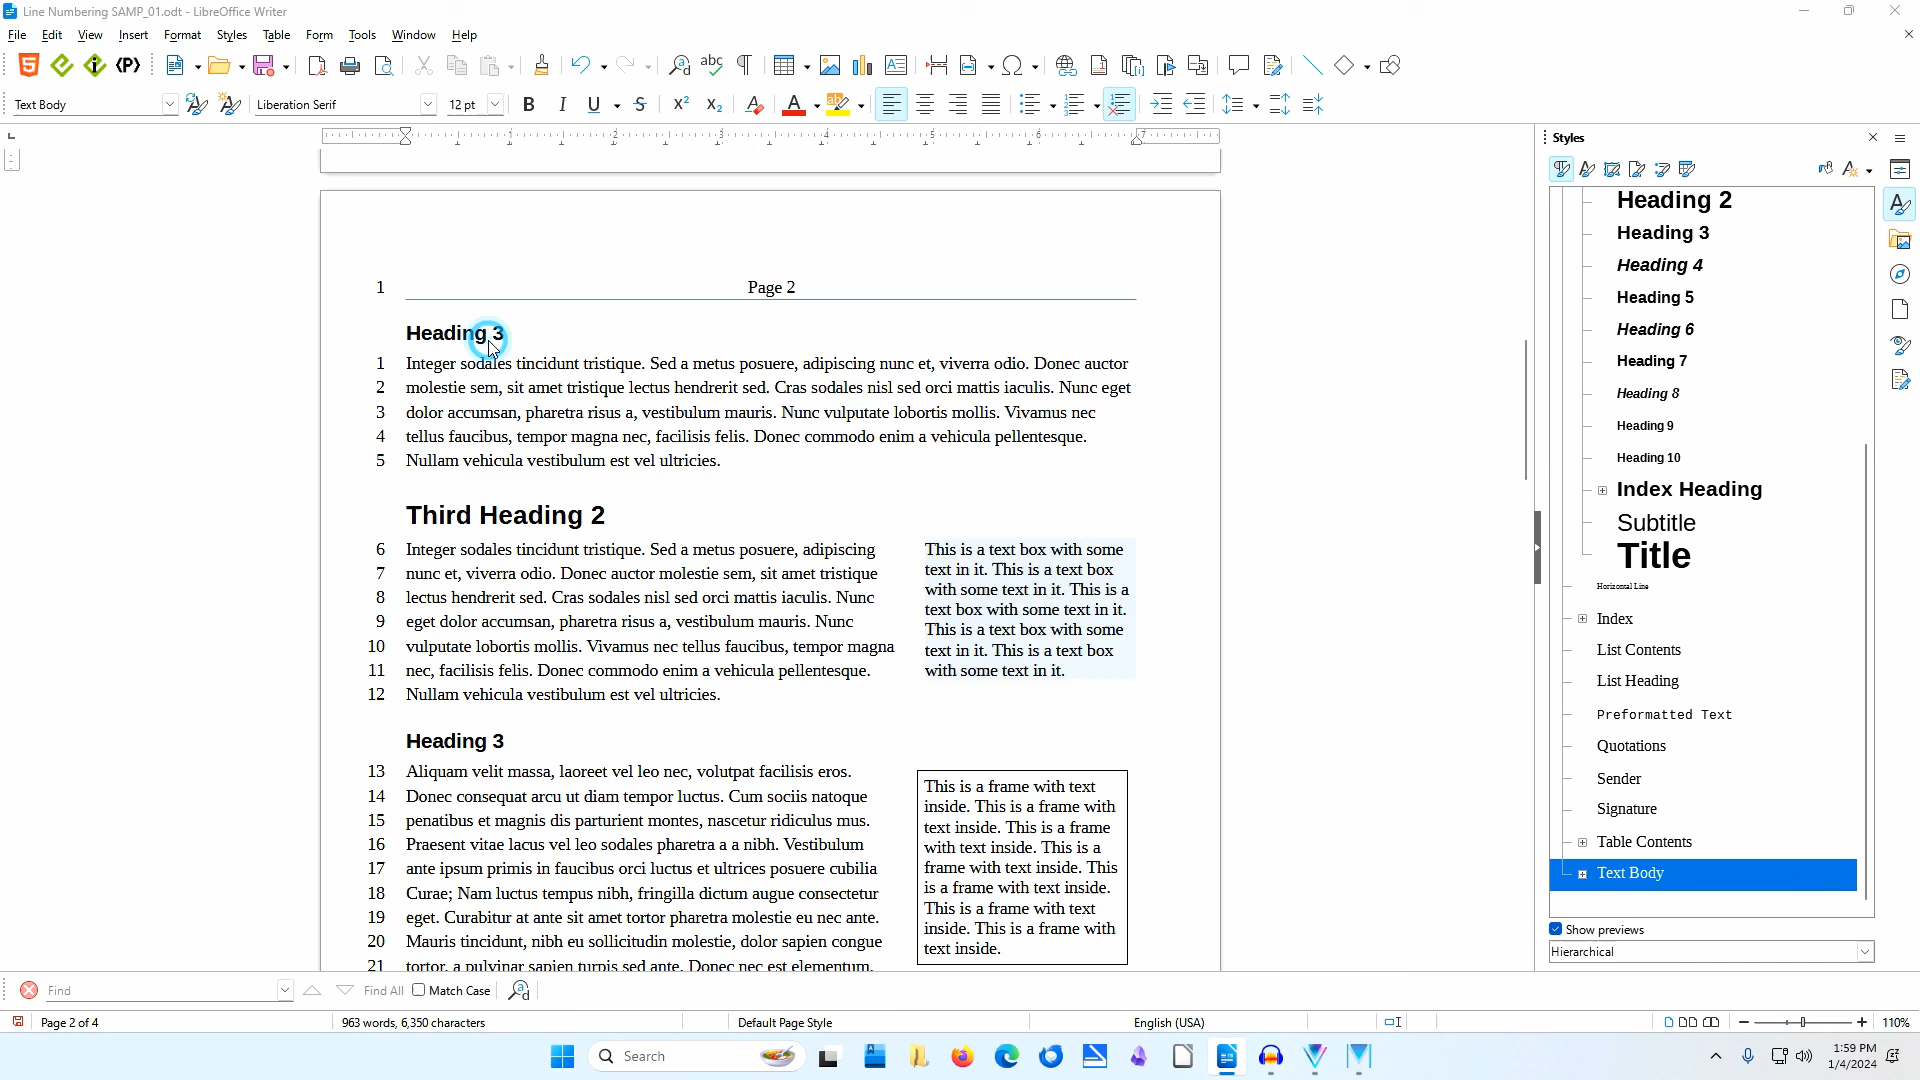 Line Numbering SAMP_01.odt - LibreOffice Writer
File Edit View Insert Format Styles Table Form Tools Window Help
Text Body Liberation Serif 12 pt
1 2 3 4 5 6 7
Styles
1 Page 2
Heading 3
1 Integer sodales tincidunt tristique. Sed a metus posuere, adipiscing nunc et, viverra odio. Donec auctor
2 molestie sem, sit amet tristique lectus hendrerit sed. Cras sodales nisl sed orci mattis iaculis. Nunc eget
3 dolor accumsan, pharetra risus a, vestibulum mauris. Nunc vulputate lobortis mollis. Vivamus nec
4 tellus faucibus, tempor magna nec, facilisis felis. Donec commodo enim a vehicula pellentesque.
5 Nullam vehicula vestibulum est vel ultricies.
Third Heading 2
6 Integer sodales tincidunt tristique. Sed a metus posuere, adipiscing
7 nunc et, viverra odio. Donec auctor molestie sem, sit amet tristique
8 lectus hendrerit sed. Cras sodales nisl sed orci mattis iaculis. Nunc
9 eget dolor accumsan, pharetra risus a, vestibulum mauris. Nunc
10 vulputate lobortis mollis. Vivamus nec tellus faucibus, tempor magna
11 nec, facilisis felis. Donec commodo enim a vehicula pellentesque.
12 Nullam vehicula vestibulum est vel ultricies.
This is a text box with some
text in it. This is a text box
with some text in it. This is a
text box with some text in it.
This is a text box with some
text in it. This is a text box
with some text in it.
Heading 3
13 Aliquam velit massa, laoreet vel leo nec, volutpat facilisis eros.
14 Donec consequat arcu ut diam tempor luctus. Cum sociis natoque
15 penatibus et magnis dis parturient montes, nascetur ridiculus mus.
16 Praesent vitae lacus vel leo sodales pharetra a a nibh. Vestibulum
17 ante ipsum primis in faucibus orci luctus et ultrices posuere cubilia
18 Curae; Nam luctus tempus nibh, fringilla dictum augue consectetur
19 eget. Curabitur at ante sit amet tortor pharetra molestie eu nec ante.
20 Mauris tincidunt, nibh eu sollicitudin molestie, dolor sapien congue
21 tortor, a pulvinar sapien turpis sed ante. Donec nec est elementum,
This is a frame with text
inside. This is a frame with
text inside. This is a frame
with text inside. This is a
frame with text inside. This
is a frame with text inside.
This is a frame with text
inside. This is a frame with
text inside.
Heading 2
Heading 3
Heading 4
Heading 5
Heading 6
Heading 7
Heading 8
Heading 9
Heading 10
Index Heading
Subtitle
Title
Horizontal Line
Index
List Contents
List Heading
Preformatted Text
Quotations
Sender
Signature
Table Contents
Text Body
Show previews
Hierarchical
Find Find All Match Case
Page 2 of 4 963 words, 6,350 characters Default Page Style English (USA) 110%
Search
1:59 PM
1/4/2024